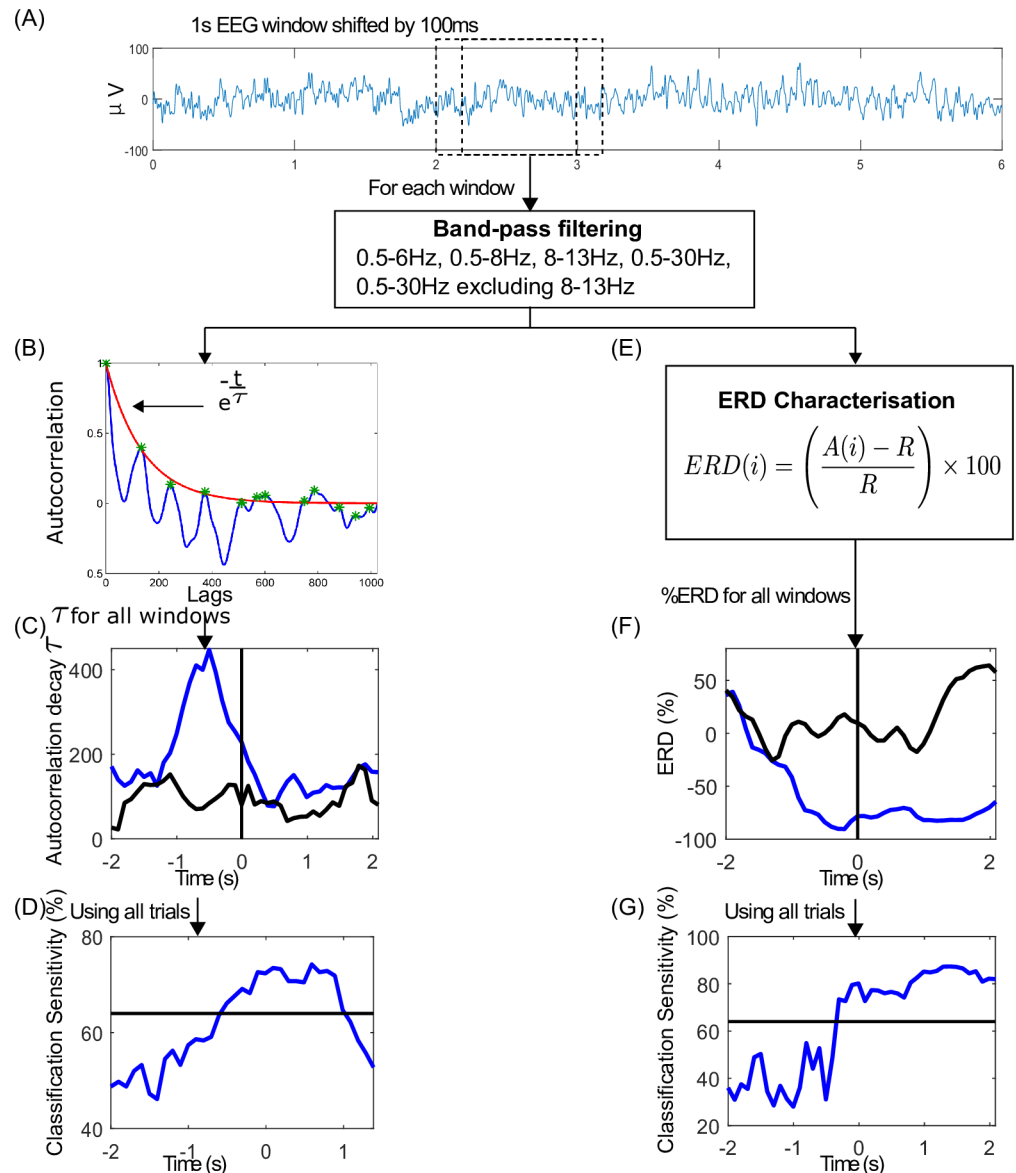 (A)
1s EEG window shifted by 100ms
100
0
-100
μ V
0 1 2 3 4 5 6
For each window
Band-pass filtering
0.5-6Hz, 0.5-8Hz, 8-13Hz, 0.5-30Hz,
0.5-30Hz excluding 8-13Hz
(B)
Autocorrelation
1
0.5
0
0.5
e^{-t/τ}
0 200 400 600 800 1000
Lags
τ for all windows
(C)
Autocorrelation decay τ
400
200
0
-2 -1 0 1 2
Time (s)
(D)
Using all trials
Classification Sensitivity (%)
80
60
40
-2 -1 0 1
Time (s)
(E)
ERD Characterisation
ERD(i) = ( (A(i) − R) / R ) × 100
%ERD for all windows
(F)
ERD (%)
50
0
-50
-100
-2 -1 0 1 2
Time (s)
(G)
Using all trials
Classification Sensitivity (%)
100
80
60
40
20
-2 -1 0 1 2
Time (s)